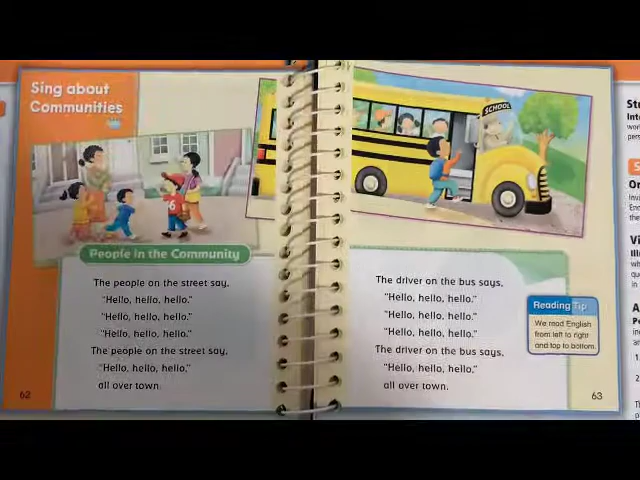 Sing about
Communities
People in the Community
The people on the street say,
"Hello, hello, hello."
"Hello, hello, hello."
"Hello, hello, hello."
The people on the street say,
"Hello, hello, hello,"
all over town.
62
SCHOOL
6
The driver on the bus says,
"Hello, hello, hello."
"Hello, hello, hello."
"Hello, hello, hello."
The driver on the bus says,
"Hello, hello, hello,"
all over town.
Reading Tip
We read English
from left to right
and top to bottom.
63